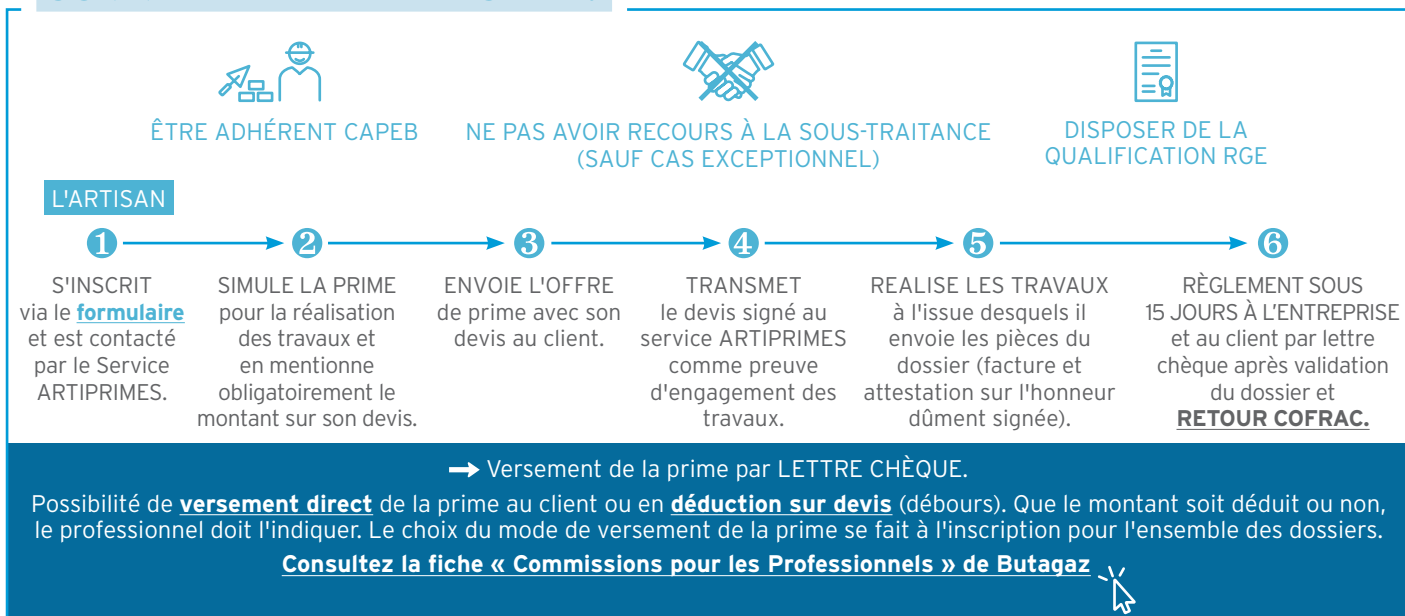 ÊTRE ADHÉRENT CAPEB
NE PAS AVOIR RECOURS À LA SOUS-TRAITANCE
(SAUF CAS EXCEPTIONNEL)
DISPOSER DE LA
QUALIFICATION RGE
L'ARTISAN
1
S'INSCRIT
via le formulaire
et est contacté
par le Service
ARTIPRIMES.
2
SIMULE LA PRIME
pour la réalisation
des travaux et
en mentionne
obligatoirement le
montant sur son devis.
3
ENVOIE L'OFFRE
de prime avec son
devis au client.
4
TRANSMET
le devis signé au
service ARTIPRIMES
comme preuve
d'engagement des
travaux.
5
REALISE LES TRAVAUX
à l'issue desquels il
envoie les pièces du
dossier (facture et
attestation sur l'honneur
dûment signée).
6
RÈGLEMENT SOUS
15 JOURS À L'ENTREPRISE
et au client par lettre
chèque après validation
du dossier et
RETOUR COFRAC.
→ Versement de la prime par LETTRE CHÈQUE.
Possibilité de versement direct de la prime au client ou en déduction sur devis (débours). Que le montant soit déduit ou non,
le professionnel doit l'indiquer. Le choix du mode de versement de la prime se fait à l'inscription pour l'ensemble des dossiers.
Consultez la fiche « Commissions pour les Professionnels » de Butagaz